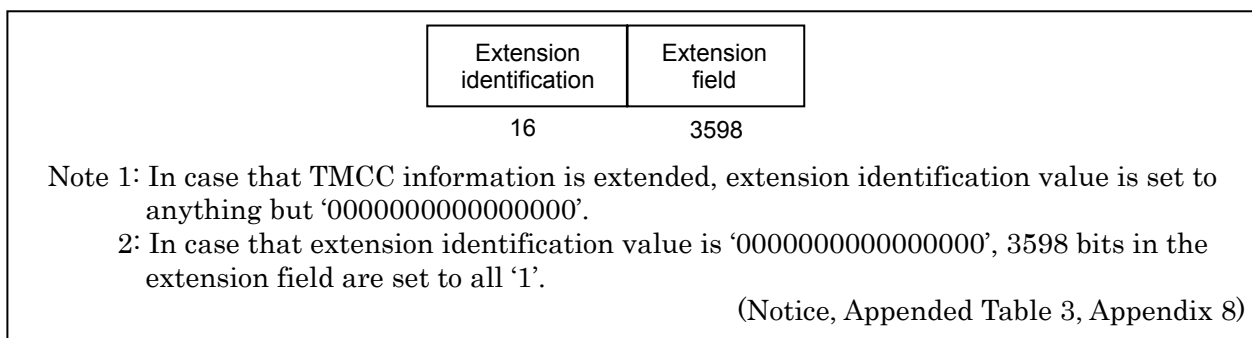 Extension
identification
Extension
field
16
3598
Note 1: In case that TMCC information is extended, extension identification value is set to
anything but ‘0000000000000000’.
2: In case that extension identification value is ‘0000000000000000’, 3598 bits in the
extension field are set to all ‘1’.
(Notice, Appended Table 3, Appendix 8)